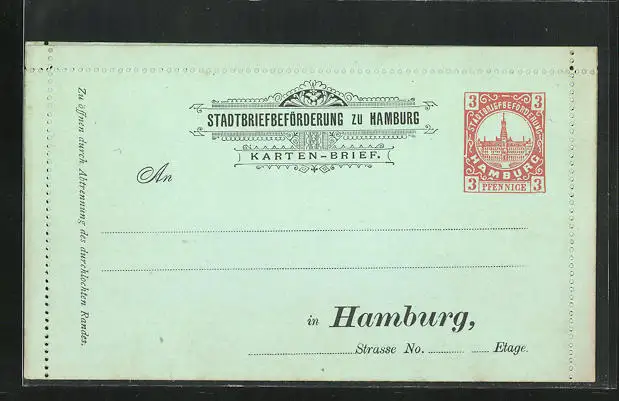 STADTBRIEFBEFÖRDERUNG ZU HAMBURG
KARTEN-BRIEF.
3 3
STADTBRIEFBEFÖRDERUNG
HAMBURG
3 PFENNIGE 3
An
in Hamburg,
Strasse No. Etage.
Zu öffnen durch Abtrennung des durchlochten Randes.